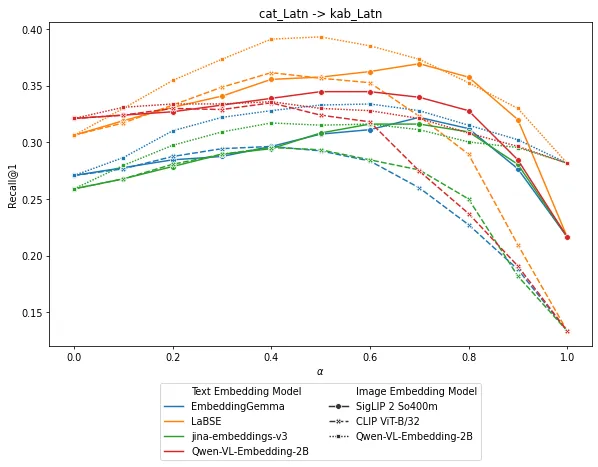 cat_Latn -> kab_Latn
Recall@1
0.40
0.35
0.30
0.25
0.20
0.15
0.0 0.2 0.4 0.6 0.8 1.0
α
Text Embedding Model Image Embedding Model
EmbeddingGemma SigLIP 2 So400m
LaBSE CLIP ViT-B/32
jina-embeddings-v3 Qwen-VL-Embedding-2B
Qwen-VL-Embedding-2B